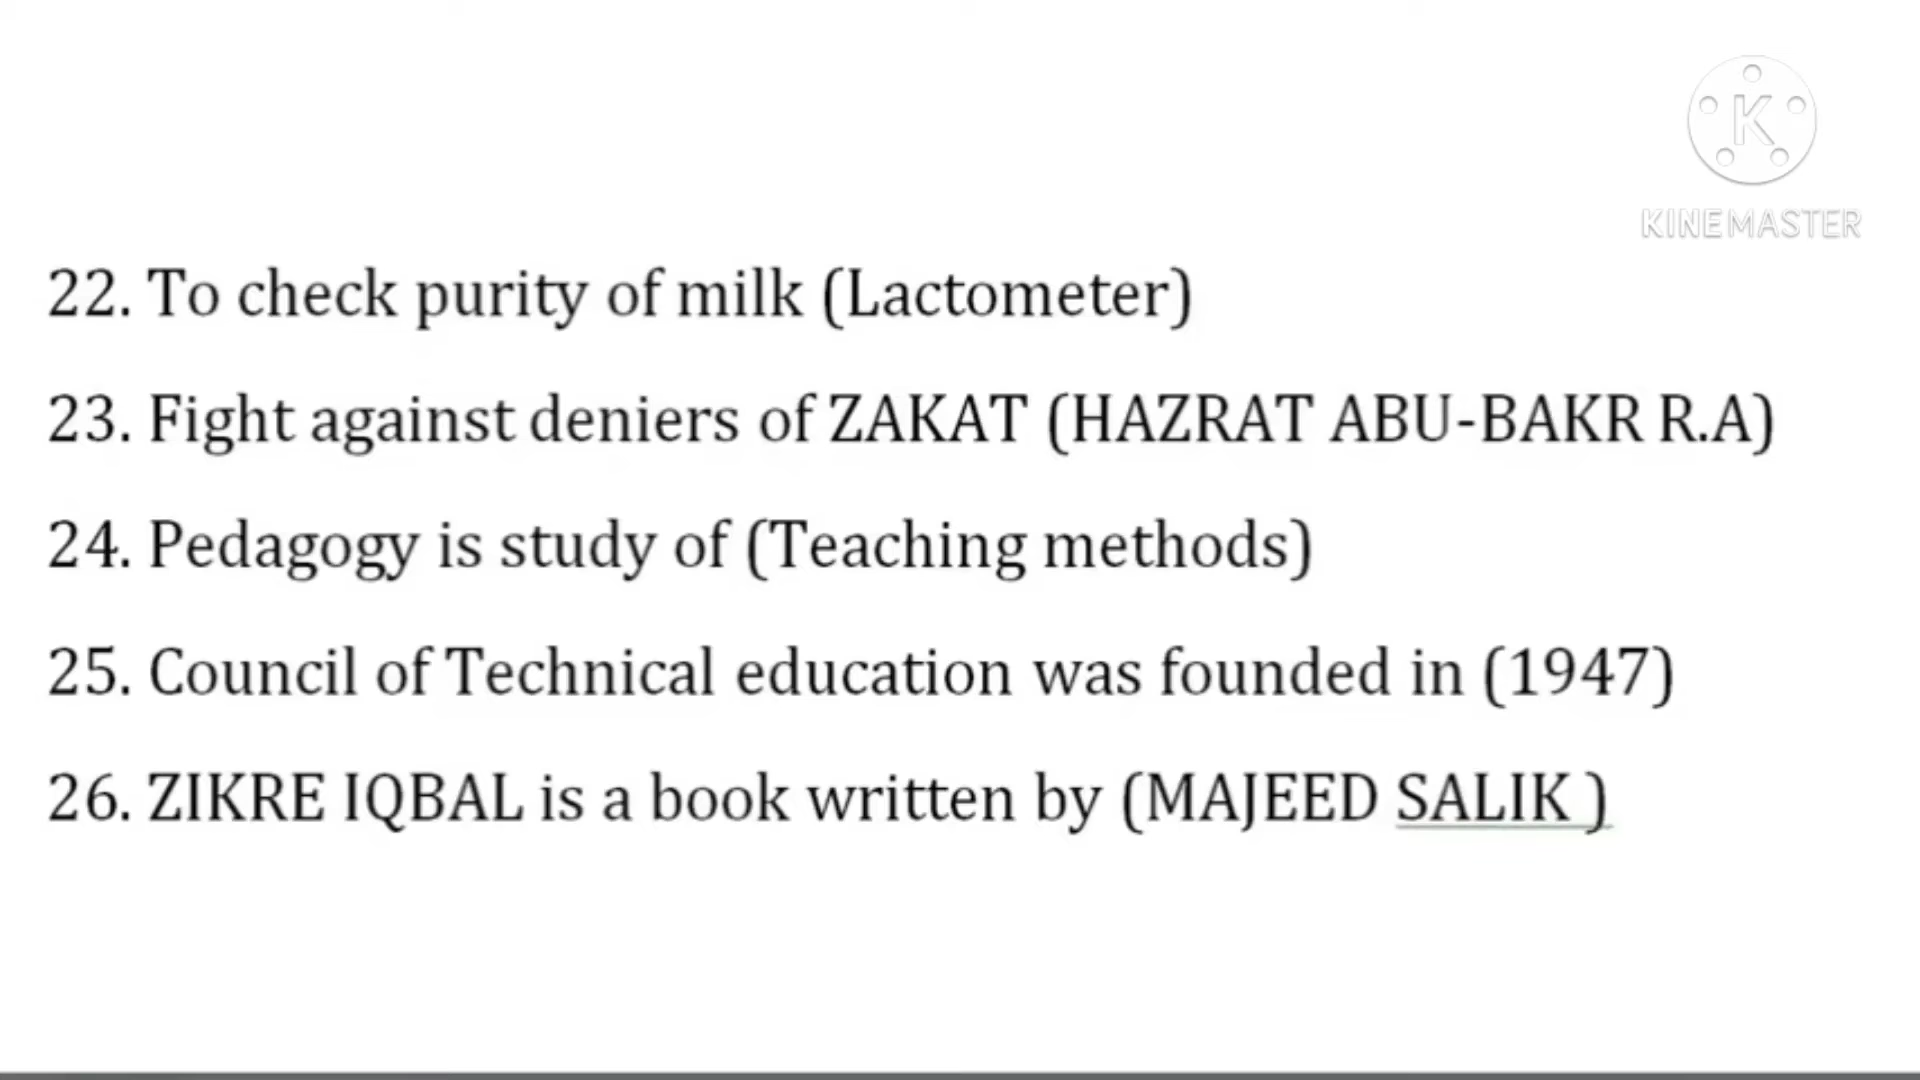 K
KINEMASTER
22. To check purity of milk (Lactometer)
23. Fight against deniers of ZAKAT (HAZRAT ABU-BAKR R.A)
24. Pedagogy is study of (Teaching methods)
25. Council of Technical education was founded in (1947)
26. ZIKRE IQBAL is a book written by (MAJEED SALIK )